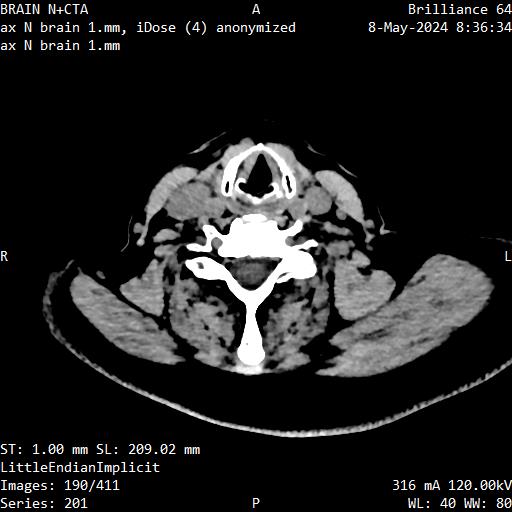 BRAIN N+CTA
A
Brilliance 64
ax N brain 1.mm, iDose (4) anonymized
8-May-2024 8:36:34
ax N brain 1.mm
R
L
ST: 1.00 mm SL: 209.02 mm
LittleEndianImplicit
Images: 190/411
316 mA 120.00kV
Series: 201
P
WL: 40 WW: 80